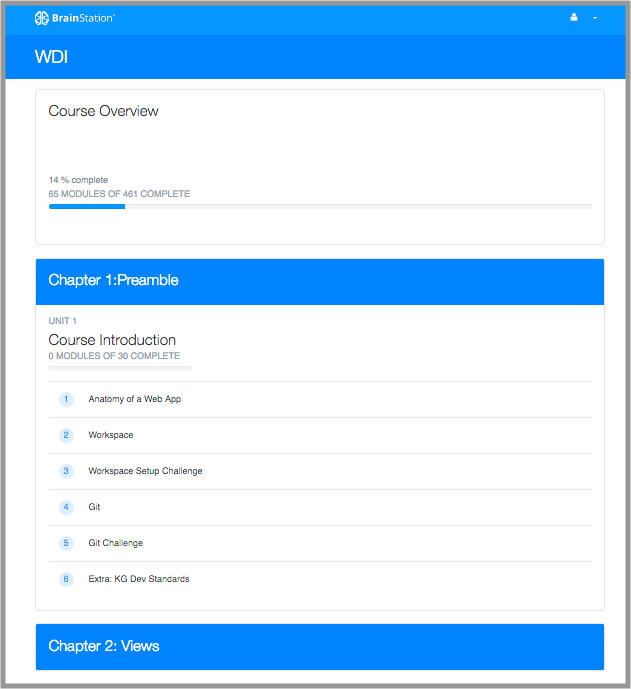 BrainStation
WDI
Course Overview
14 % complete
65 MODULES OF 461 COMPLETE
Chapter 1:Preamble
UNIT 1
Course Introduction
0 MODULES OF 30 COMPLETE
1 Anatomy of a Web App
2 Workspace
3 Workspace Setup Challenge
4 Git
5 Git Challenge
6 Extra: KG Dev Standards
Chapter 2: Views